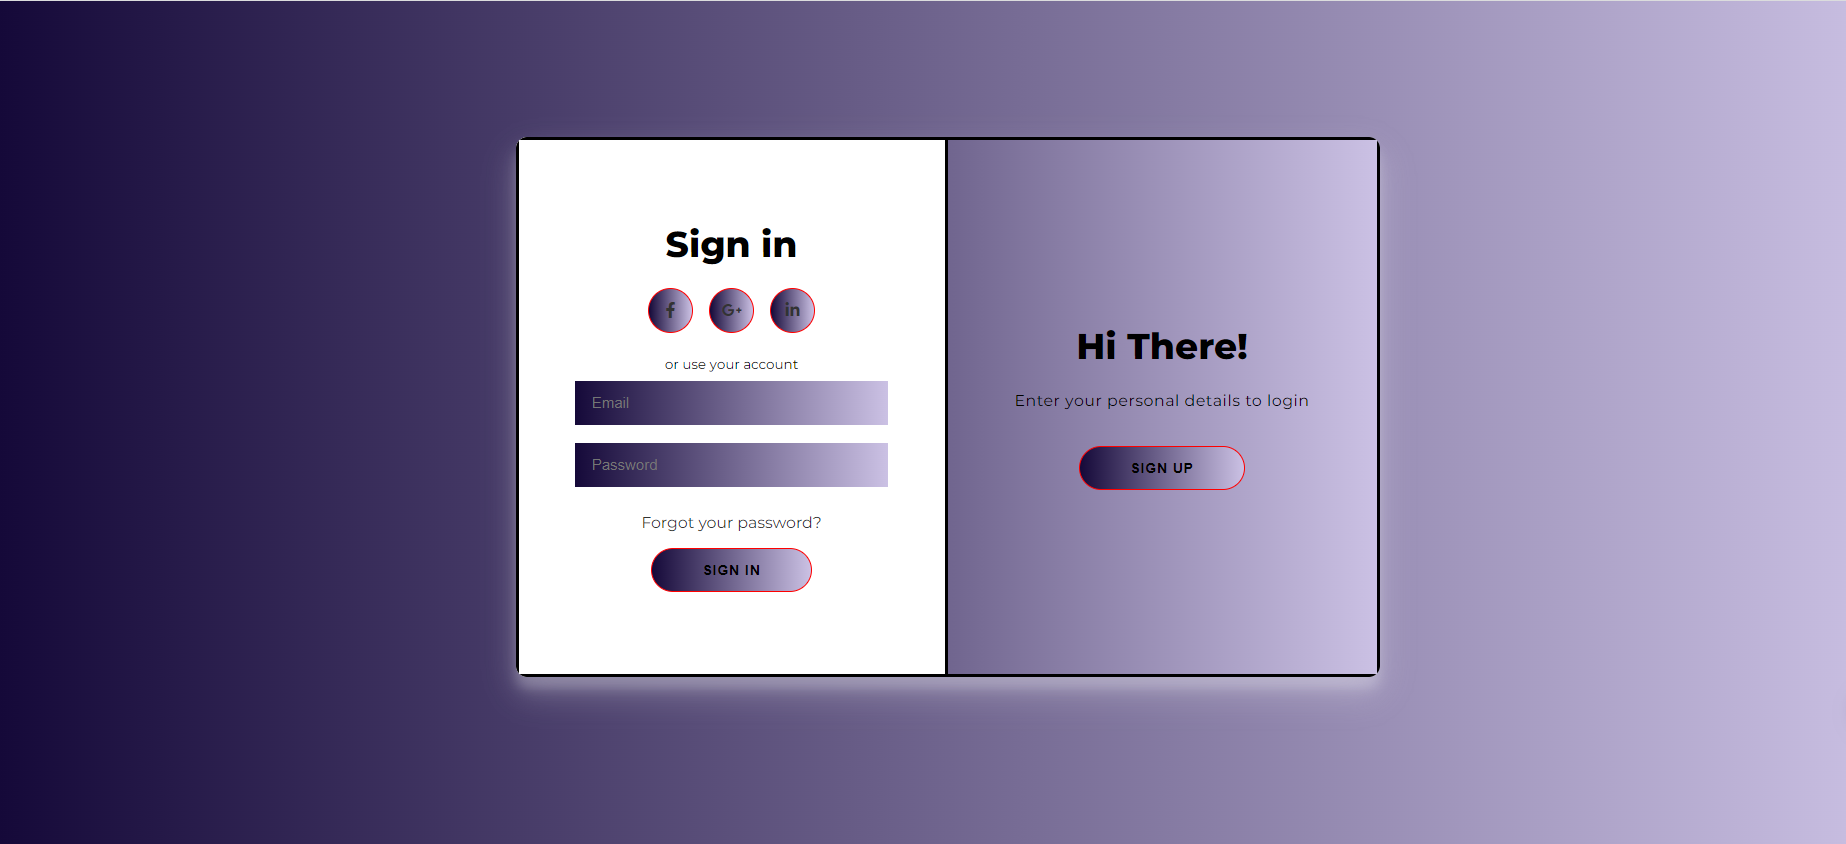 Sign in
f G+ in
or use your account
Email
Password
Forgot your password?
SIGN IN
Hi There!
Enter your personal details to login
SIGN UP